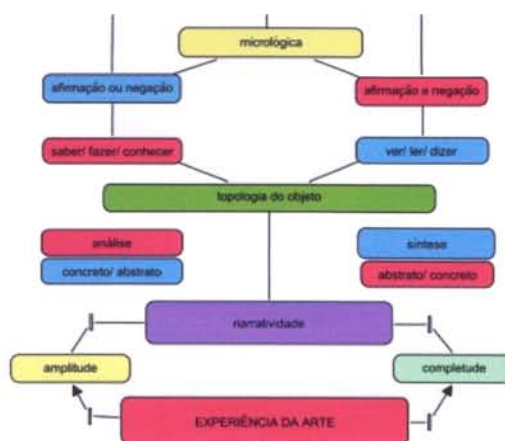 micrológica
afirmação ou negação
afirmação e negação
saber/ fazer/ conhecer
ver/ ler/ dizer
topologia do objeto
análise
síntese
concreto/ abstrato
abstrato/ concreto
narratividade
amplitude
completude
EXPERIÊNCIA DA ARTE